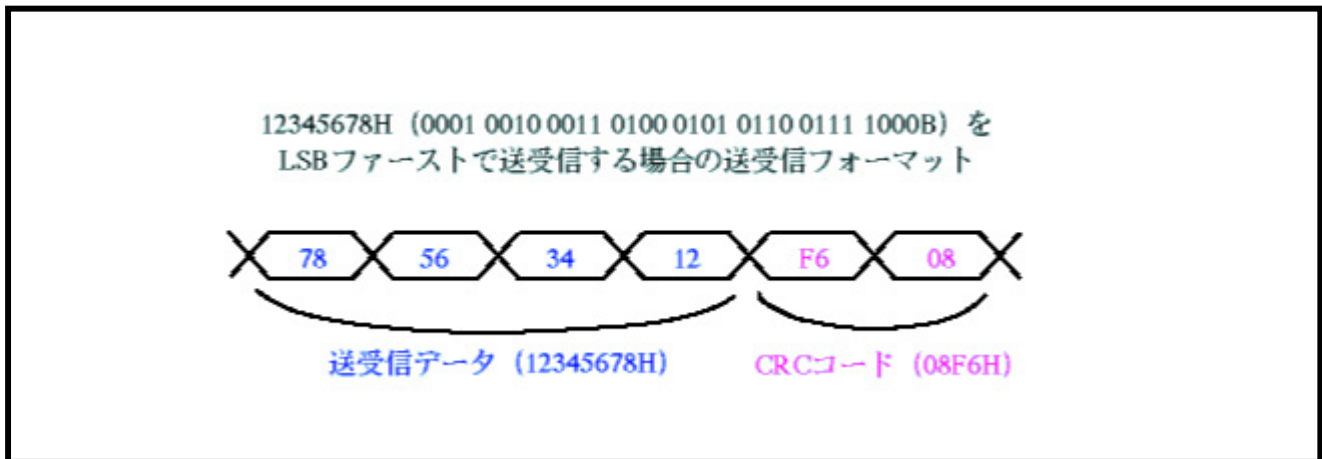 12345678H（0001 0010 0011 0100 0101 0110 0111 1000B）を
LSBファーストで送受信する場合の送受信フォーマット
78 56 34 12 F6 08
送受信データ（12345678H） CRCコード（08F6H）